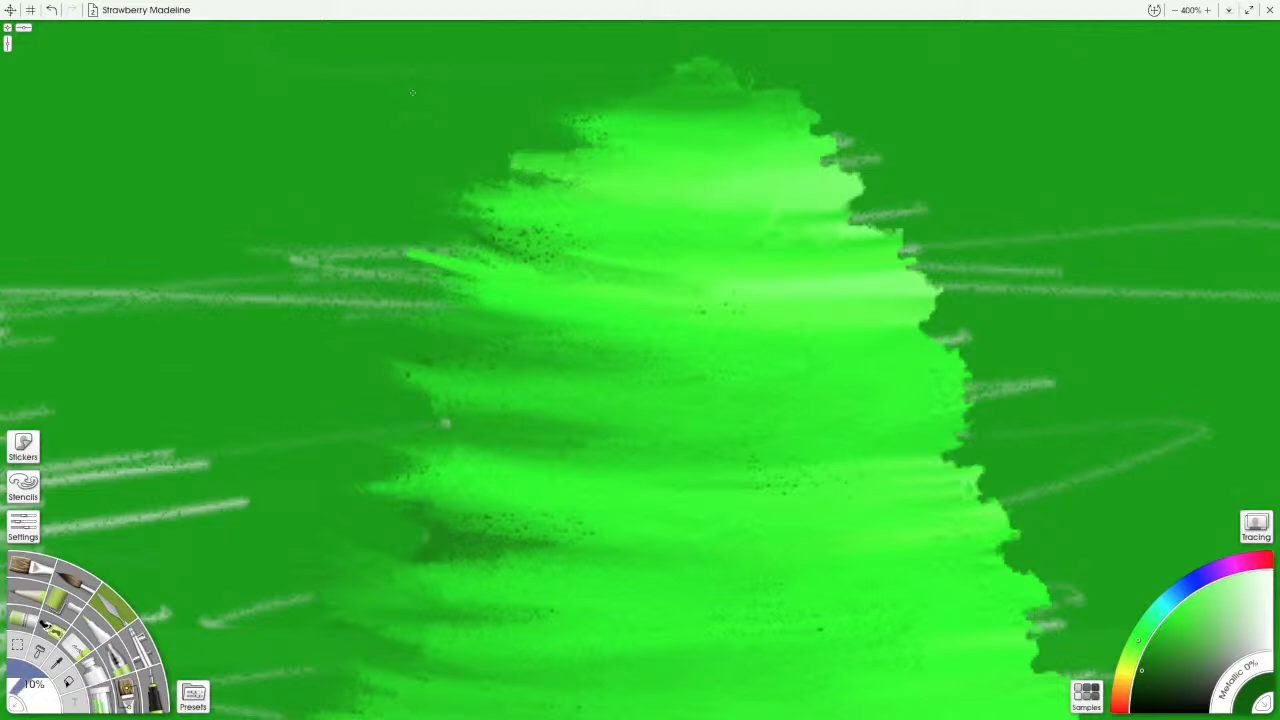 Strawberry Madeline
400%
Stickers
Stencils
Settings
Tracing
10%
Metallic 0%
Presets
Samples